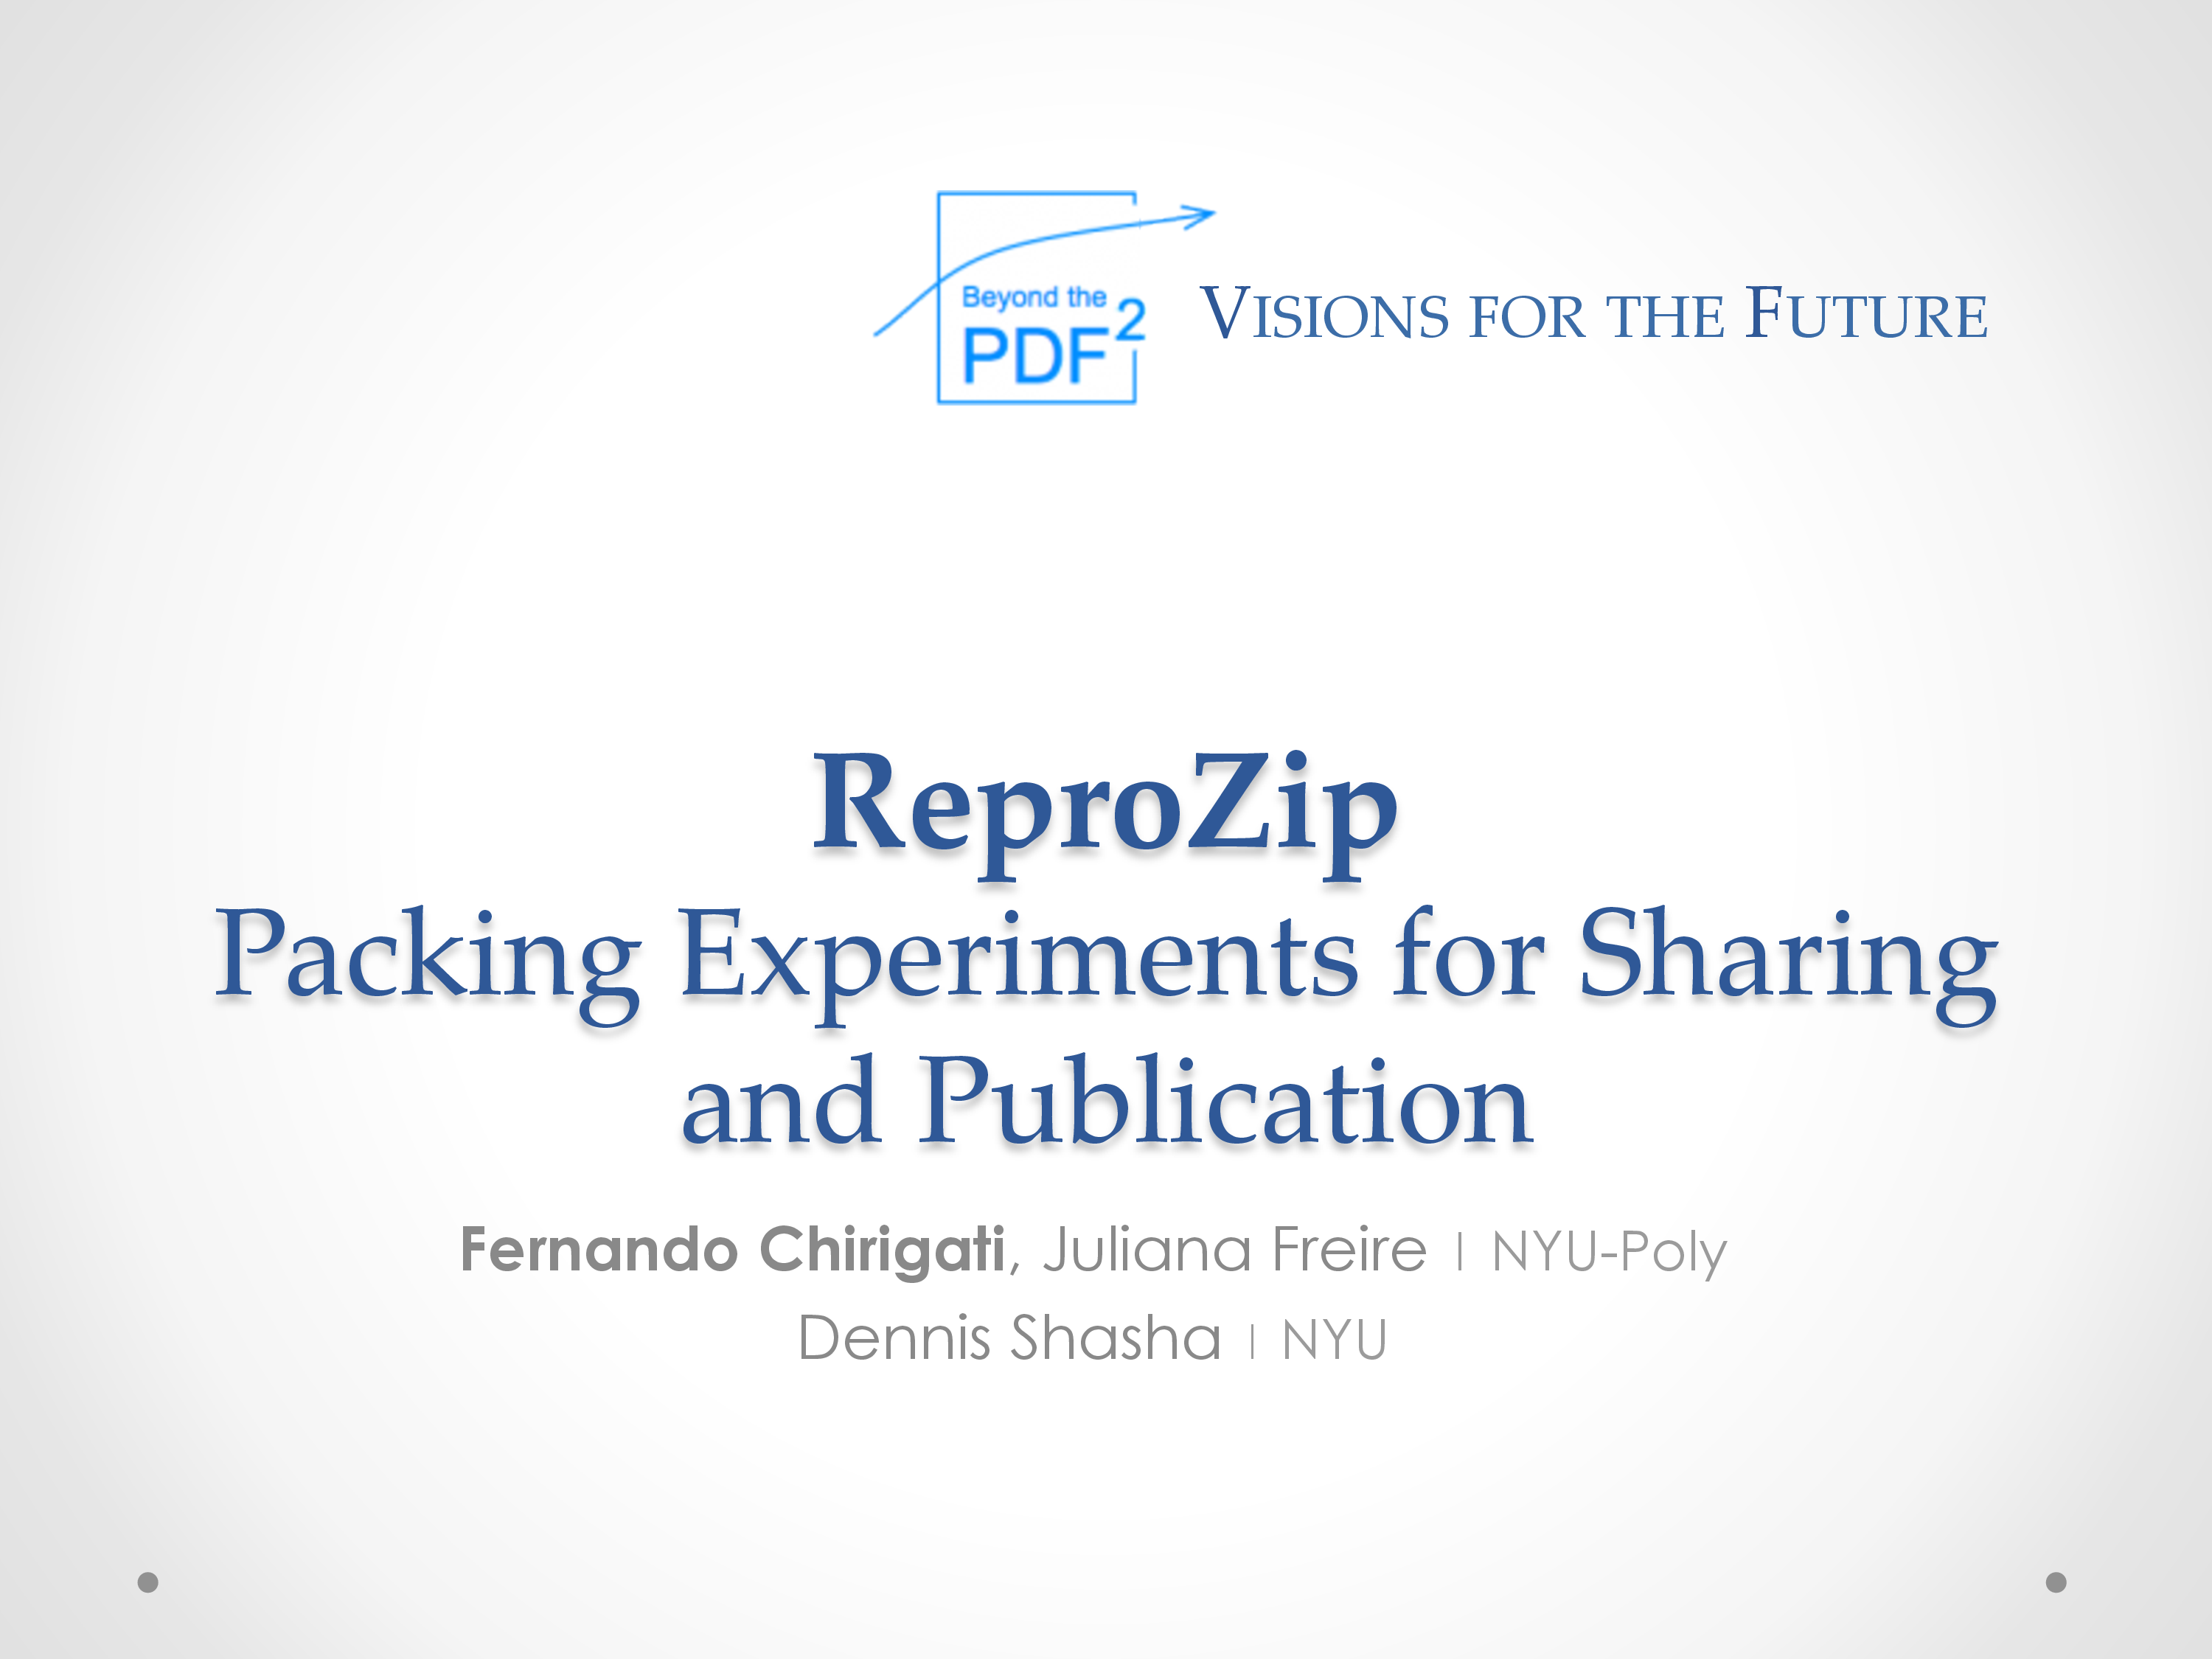 Beyond the
PDF 2
VISIONS FOR THE FUTURE
ReproZip
Packing Experiments for Sharing
and Publication
Fernando Chirigati, Juliana Freire | NYU-Poly
Dennis Shasha | NYU